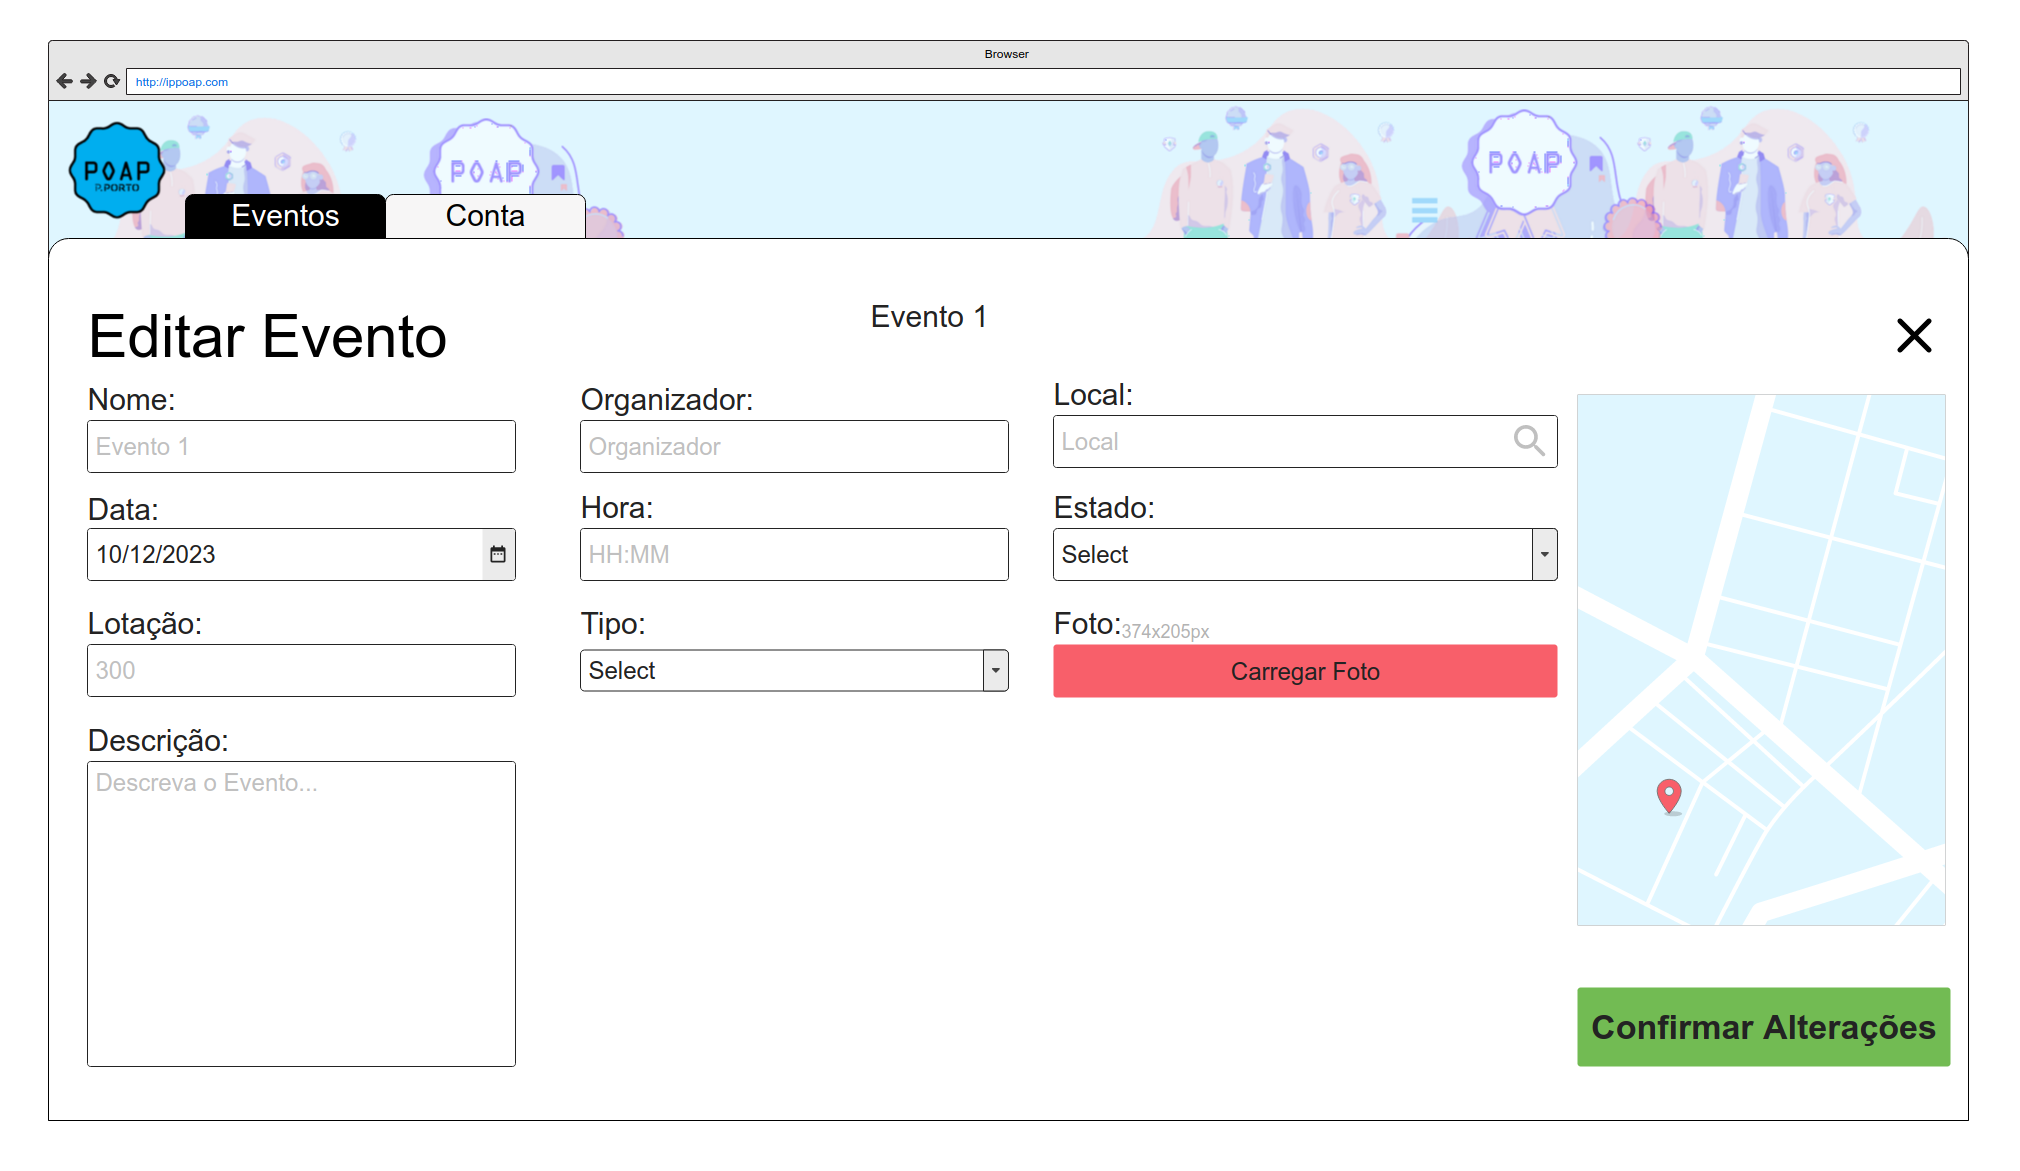 Browser
http://ippoap.com
POAP
P.PORTO
POAP
POAP
Eventos
Conta
Editar Evento
Evento 1
Nome:
Organizador:
Local:
Evento 1
Organizador
Local
Data:
Hora:
Estado:
10/12/2023
HH:MM
Select
Lotação:
Tipo:
Foto:374x205px
300
Select
Carregar Foto
Descrição:
Descreva o Evento...
Confirmar Alterações